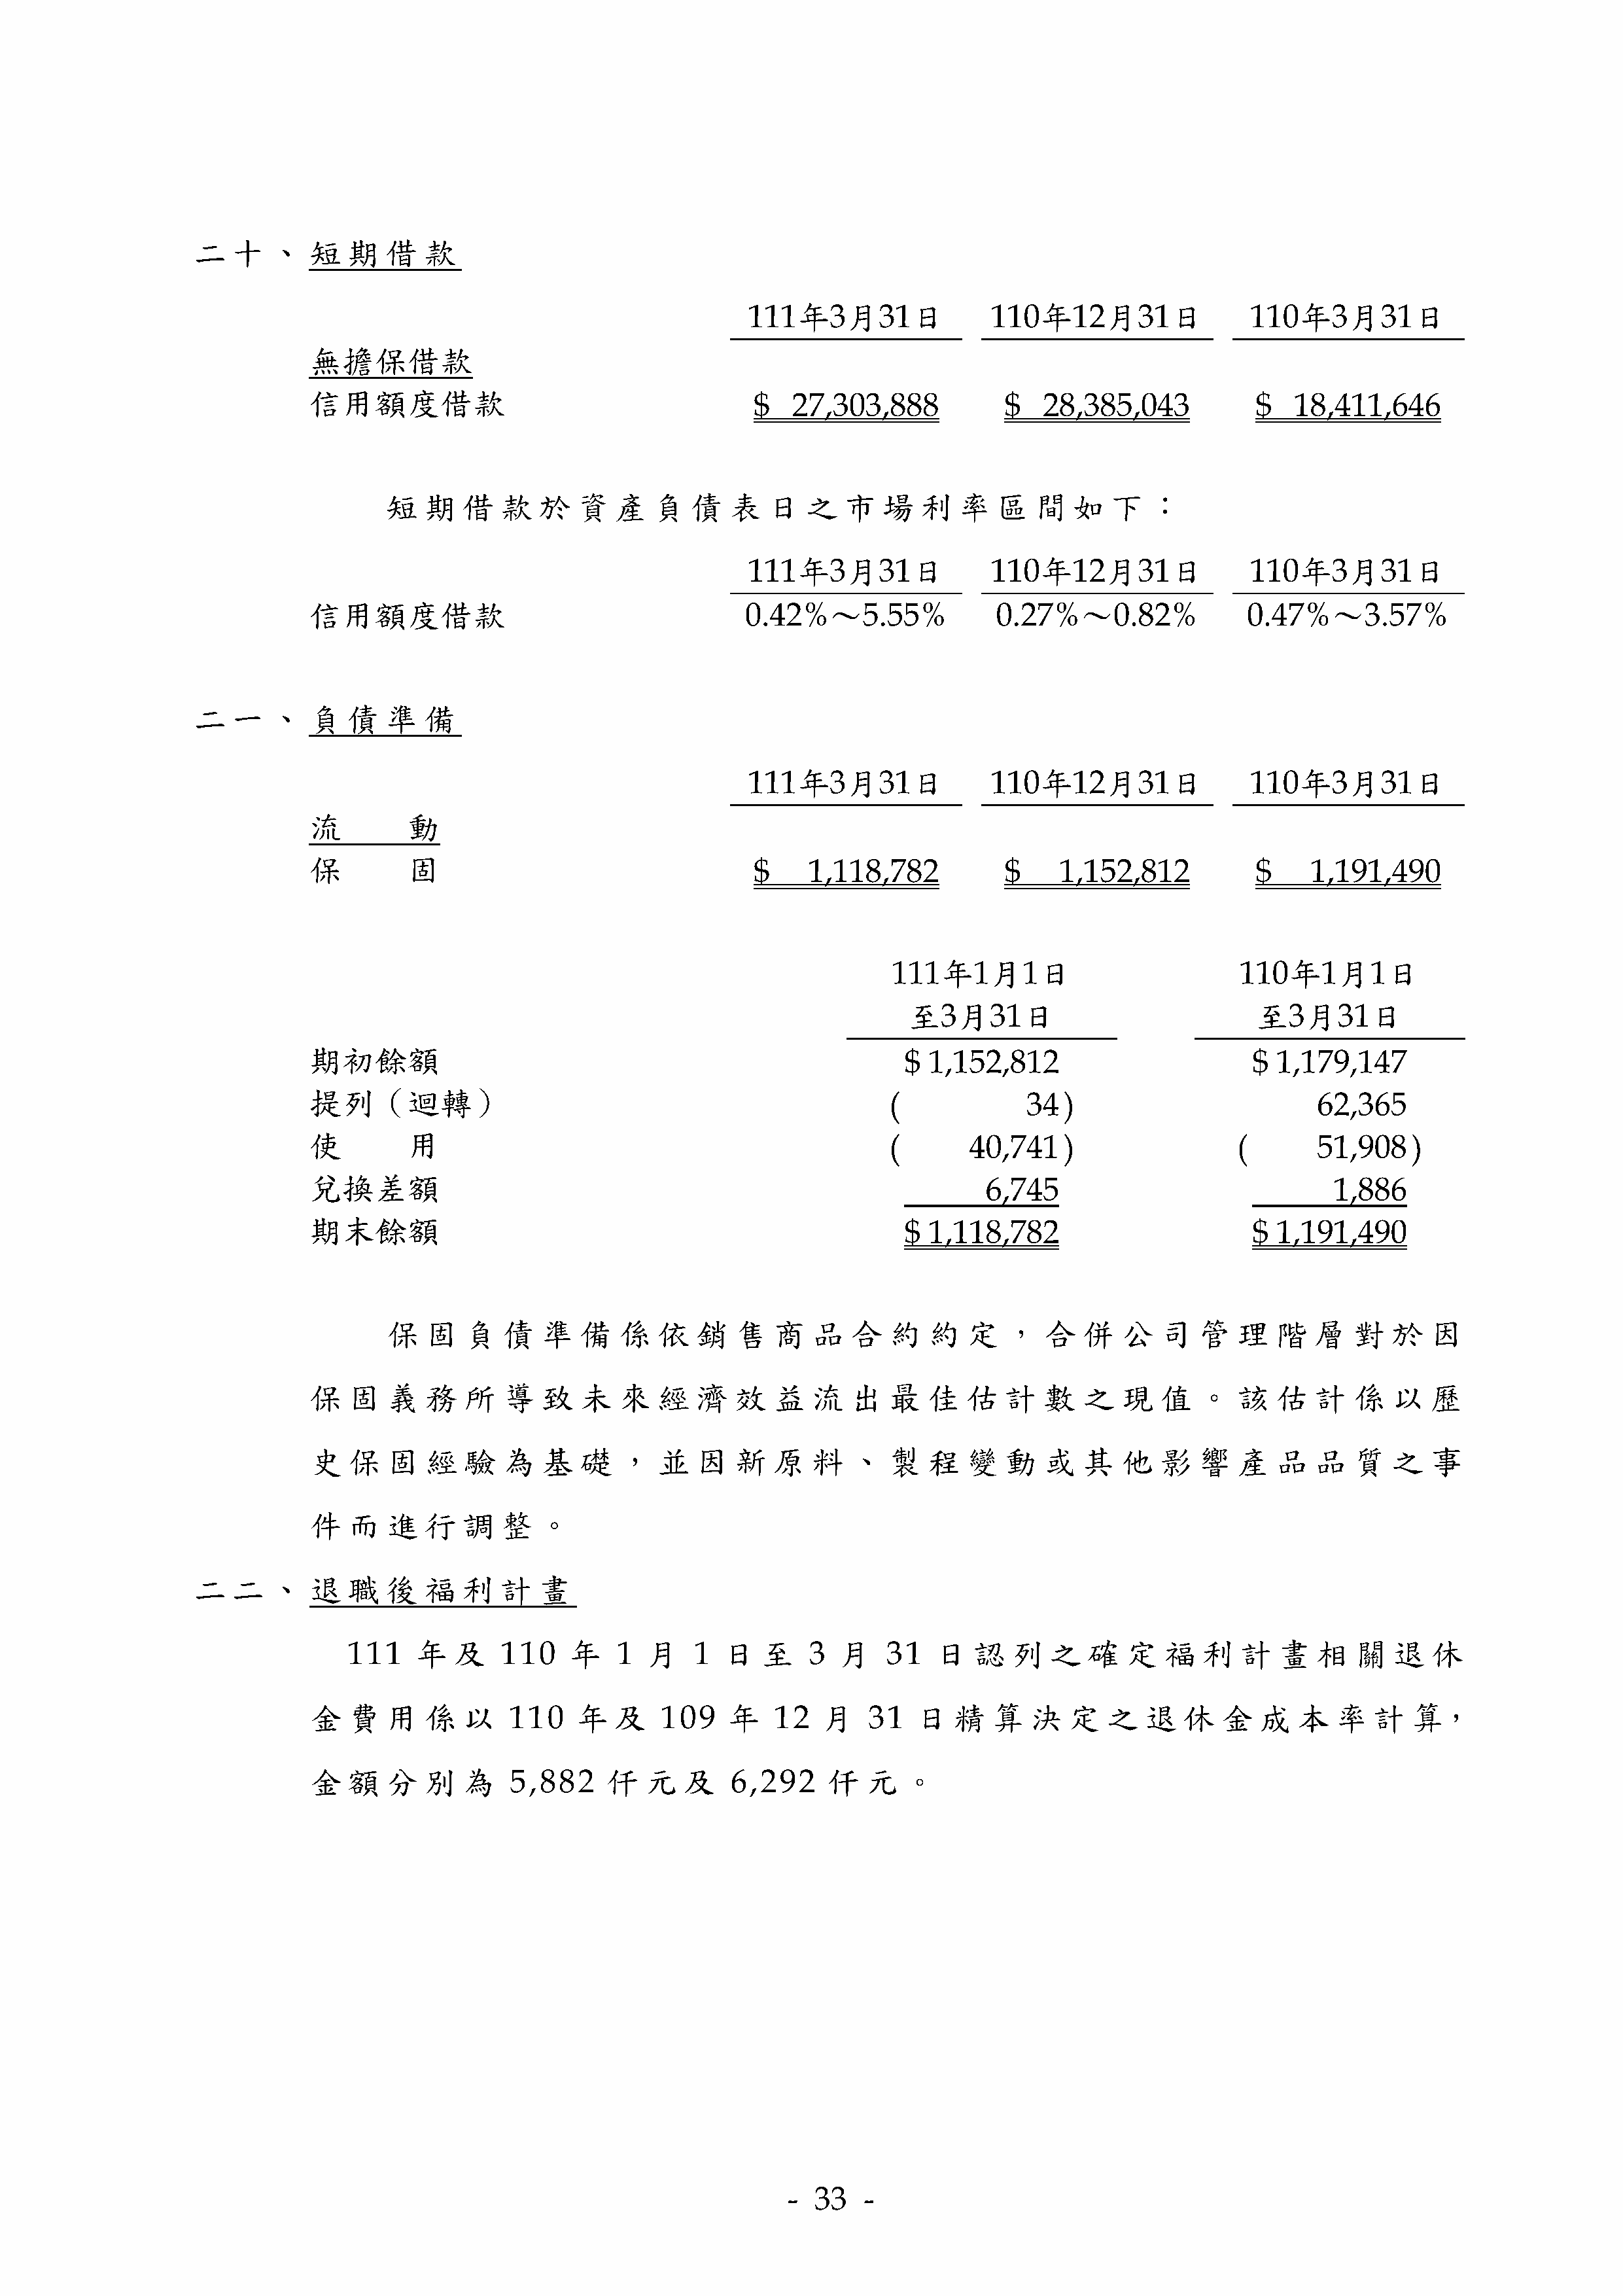 二十、短期借款
111年3月31日 110年12月31日 110年3月31日
無擔保借款
信用額度借款 $ 27,303,888 $ 28,385,043 $ 18,411,646
短期借款於資產負債表日之市場利率區間如下：
111年3月31日 110年12月31日 110年3月31日
信用額度借款 0.42%～5.55% 0.27%～0.82% 0.47%～3.57%
二一、負債準備
111年3月31日 110年12月31日 110年3月31日
流 動
保 固 $ 1,118,782 $ 1,152,812 $ 1,191,490
111年1月1日 110年1月1日
至3月31日 至3月31日
期初餘額 $ 1,152,812 $ 1,179,147
提列（迴轉） ( 34) 62,365
使 用 ( 40,741) ( 51,908)
兌換差額 6,745 1,886
期末餘額 $ 1,118,782 $ 1,191,490
保固負債準備係依銷售商品合約約定，合併公司管理階層對於因
保固義務所導致未來經濟效益流出最佳估計數之現值。該估計係以歷
史保固經驗為基礎，並因新原料、製程變動或其他影響產品品質之事
件而進行調整。
二二、退職後福利計畫
111 年及 110 年 1 月 1 日至 3 月 31 日認列之確定福利計畫相關退休
金費用係以 110 年及 109 年 12 月 31 日精算決定之退休金成本率計算，
金額分別為 5,882 仟元及 6,292 仟元。
- 33 -